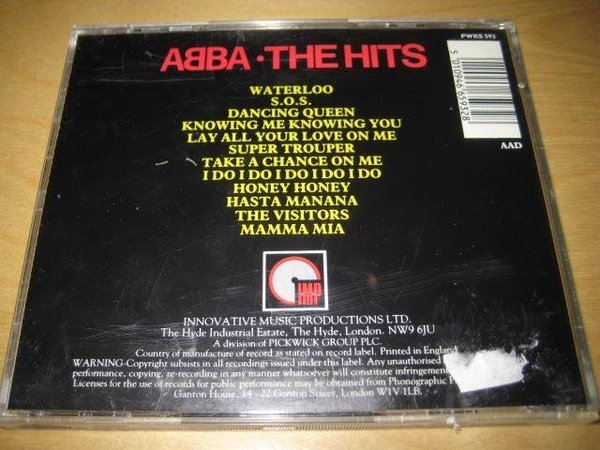 PWKS 593
ABBA · THE HITS
5 010946 659328
AAD
WATERLOO
S.O.S.
DANCING QUEEN
KNOWING ME KNOWING YOU
LAY ALL YOUR LOVE ON ME
SUPER TROUPER
TAKE A CHANCE ON ME
I DO I DO I DO I DO I DO
HONEY HONEY
HASTA MANANA
THE VISITORS
MAMMA MIA
IMP
INNOVATIVE MUSIC PRODUCTIONS LTD.
The Hyde Industrial Estate, The Hyde, London. NW9 6JU
A division of PICKWICK GROUP PLC.
Country of manufacture of record as stated on record label. Printed in England
WARNING-Copyright subsists in all recordings issued under this label. Any unauthorised
performance, copying, re-recording in any manner whatsoever will constitute infringement
Licenses for the use of records for public performance may be obtained from Phonographic
Ganton House, 14 - 22 Ganton Street, London W1V 1LB.